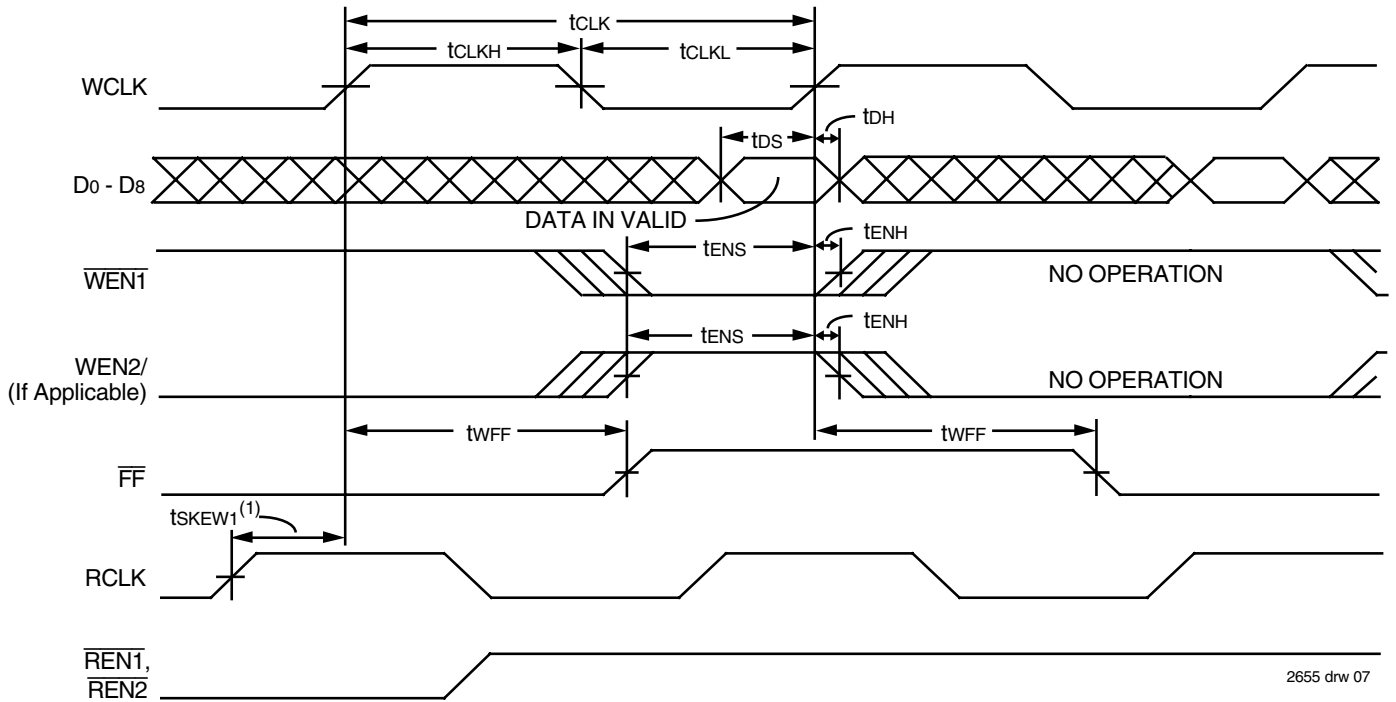 tCLK
tCLKH
tCLKL
WCLK
tDH
tDS
D0 - D8
DATA IN VALID
tENS
tENH
WEN1
NO OPERATION
tENH
tENS
WEN2/
(If Applicable)
NO OPERATION
tWFF
tWFF
FF
tSKEW1(1)
RCLK
REN1,
REN2
2655 drw 07